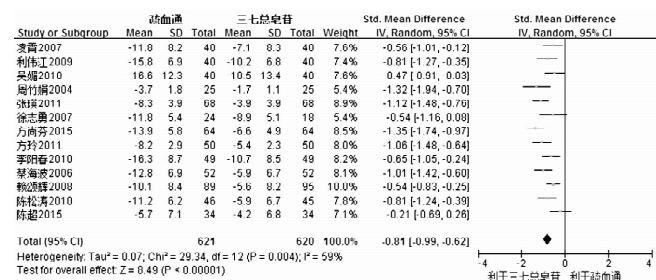 疏血通 三七总皂苷 Std. Mean Difference Std. Mean Difference
Study or Subgroup Mean SD Total Mean SD Total Weight IV, Random, 95% CI IV, Random, 95% CI
凌霄2007 -11.8 8.2 40 -7.1 8.3 40 7.6% -0.56 [-1.01, -0.12]
利伟江2009 -15.8 6.9 40 -10.2 6.8 40 7.4% -0.81 [-1.27, -0.35]
吴媚2010 16.6 12.3 40 10.5 13.4 40 7.7% 0.47 [ 0.91, 0.03]
周竹娟2004 -3.7 1.8 25 -1.7 1.1 25 5.4% -1.32 [-1.94, -0.70]
张瑛2011 -8.3 3.9 68 -3.9 3.9 68 9.2% -1.12 [-1.48, -0.76]
徐志勇2007 -11.8 5.4 24 -8.9 5.1 18 5.3% -0.54 [-1.16, 0.08]
方尚芬2015 -13.9 5.8 64 -6.6 4.9 64 8.7% -1.35 [-1.74, -0.97]
方玲2011 -8.2 2.9 50 -5.4 2.3 50 8.1% -1.06 [-1.48, -0.64]
李阳春2010 -16.3 8.7 49 -10.7 8.5 49 8.4% -0.65 [-1.05, -0.24]
蔡海波2006 -12.8 6.9 52 -5.9 6.7 52 8.3% -1.01 [-1.42, -0.60]
赖颂辉2008 -10.1 8.4 89 -5.6 8.2 95 10.6% -0.54 [-0.83, -0.25]
陈松涛2010 -11.2 6.2 46 -5.9 6.7 45 7.9% -0.81 [-1.24, -0.39]
陈超2015 -5.7 7.1 34 -4.2 6.8 34 7.2% -0.21 [-0.69, 0.26]
Total (95% CI) 621 620 100.0% -0.81 [-0.99, -0.62]
Heterogeneity: Tau² = 0.07; Chi² = 29.34, df = 12 (P = 0.004); I² = 59%
Test for overall effect: Z = 8.49 (P < 0.00001)
-4 -2 0 2 4
利于三七总皂苷 利于疏血通